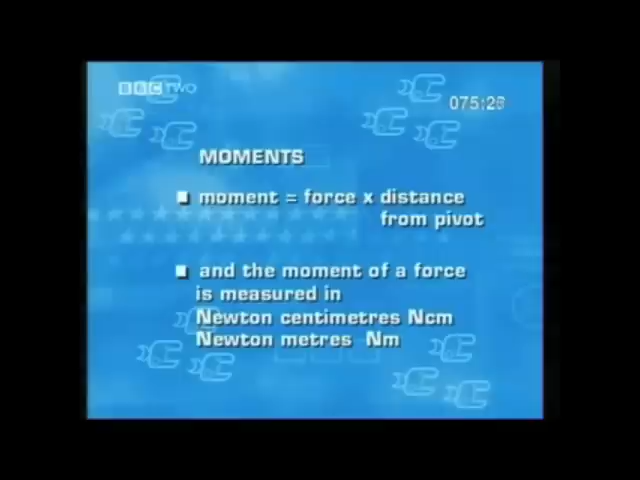 BBC TWO
075:28
MOMENTS
moment = force x distance
from pivot
and the moment of a force
is measured in
Newton centimetres Ncm
Newton metres Nm